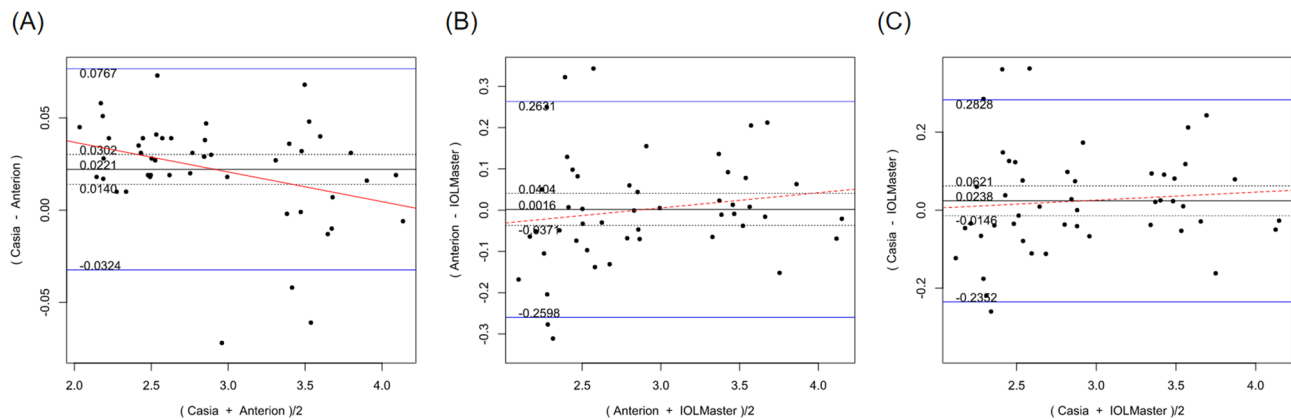 (A)
0.05
0.00
-0.05
( Casia - Anterion )
0.0767
0.0302
0.0221
0.0140
-0.0324
2.0 2.5 3.0 3.5 4.0
( Casia + Anterion )/2
(B)
0.3
0.2
0.1
0.0
-0.1
-0.2
-0.3
( Anterion - IOLMaster )
0.2631
0.0404
0.0016
-0.0371
-0.2598
2.5 3.0 3.5 4.0
( Anterion + IOLMaster )/2
(C)
0.2
0.0
-0.2
( Casia - IOLMaster )
0.2828
0.0621
0.0238
-0.0146
-0.2352
2.5 3.0 3.5 4.0
( Casia + IOLMaster )/2